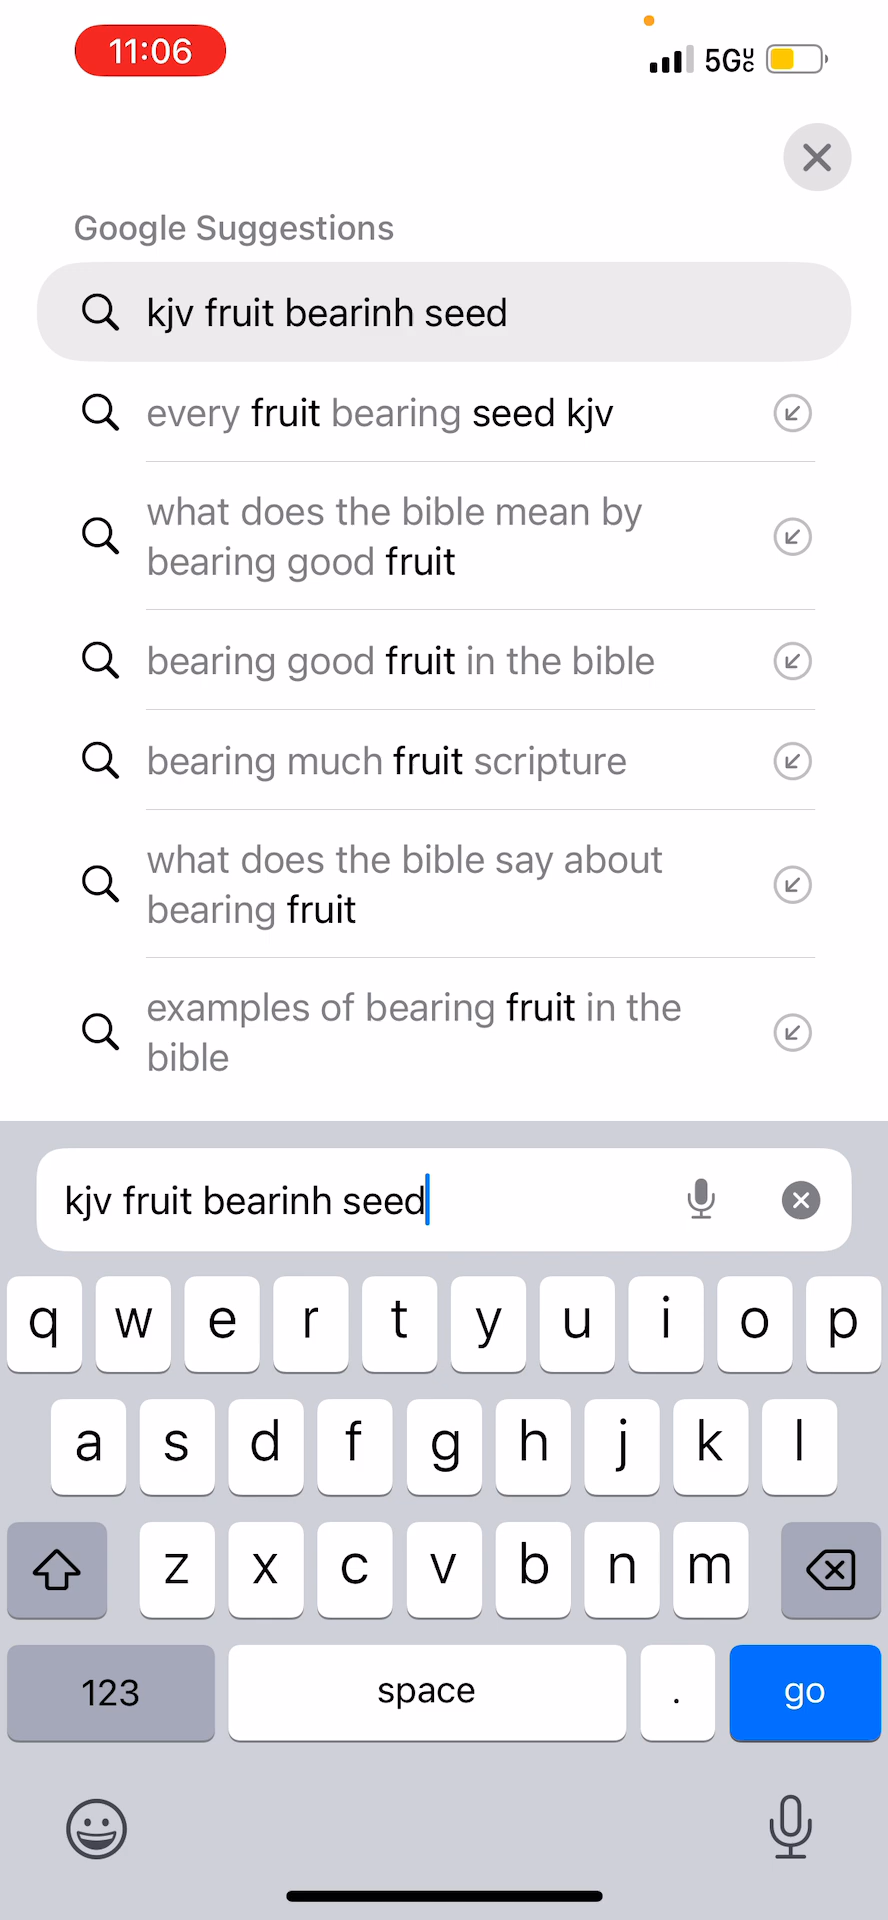 11:06
5GUC
Google Suggestions
kjv fruit bearinh seed
every fruit bearing seed kjv
what does the bible mean by
bearing good fruit
bearing good fruit in the bible
bearing much fruit scripture
what does the bible say about
bearing fruit
examples of bearing fruit in the
bible
kjv fruit bearinh seed
q w e r t y u i o p
a s d f g h j k l
z x c v b n m
123 space . go